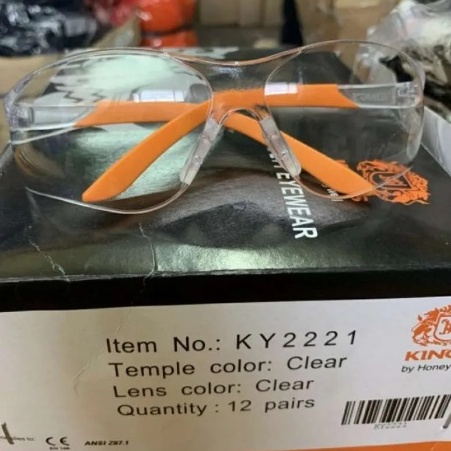 EYEWEAR
Item No.: KY2221
Temple color: Clear
Lens color: Clear
Quantity : 12 pairs
KING
by Honey
KY2221
CE
ANSI Z87.1